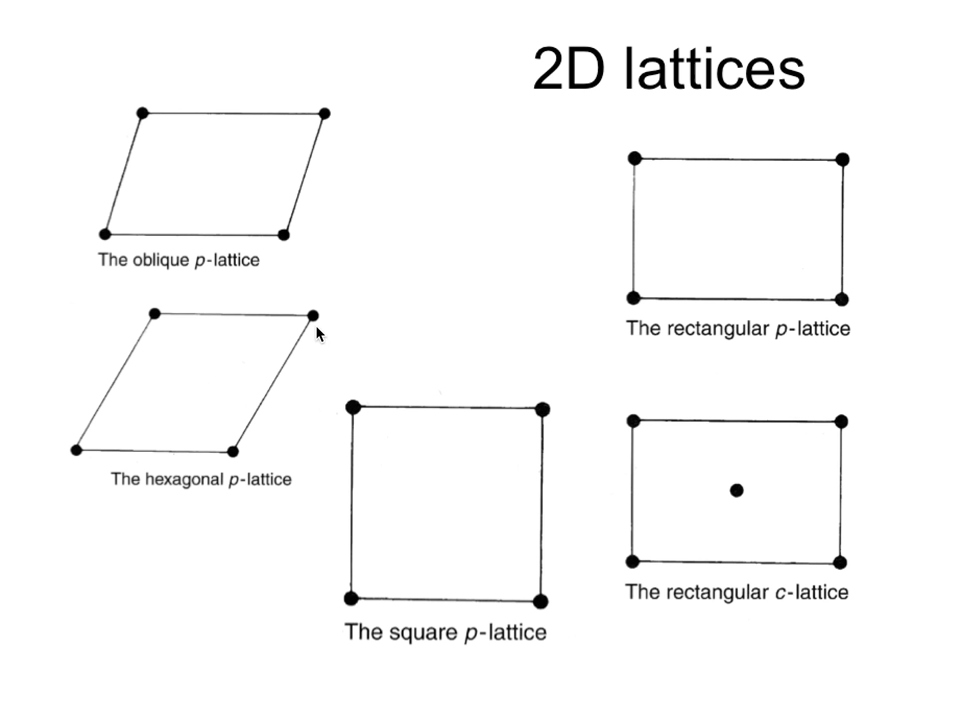 2D lattices
The oblique p-lattice
The rectangular p-lattice
The hexagonal p-lattice
The rectangular c-lattice
The square p-lattice